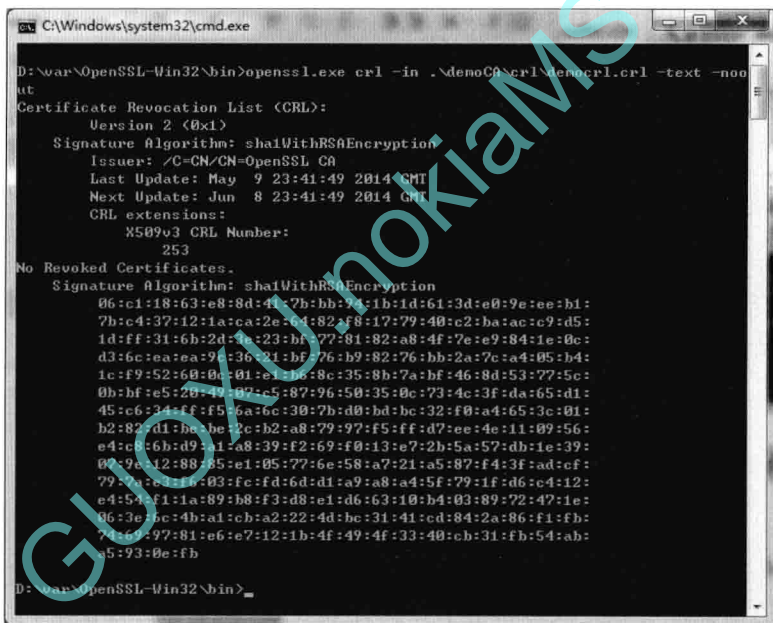 C:\Windows\system32\cmd.exe
D:\var\OpenSSL-Win32\bin>openssl.exe crl -in .\demoCA\crl\democrl.crl -text -noo
ut
Certificate Revocation List (CRL):
Version 2 (0x1)
Signature Algorithm: sha1WithRSAEncryption
Issuer: /C=CN/CN=OpenSSL CA
Last Update: May  9 23:41:49 2014 GMT
Next Update: Jun  8 23:41:49 2014 GMT
CRL extensions:
X509v3 CRL Number:
253
No Revoked Certificates.
Signature Algorithm: sha1WithRSAEncryption
06:c1:18:63:e8:8d:41:7b:bb:94:1b:1d:61:3d:e0:9e:ee:b1:
7b:c4:37:12:1a:ca:2e:64:82:f8:17:79:40:c2:ba:ac:c9:d5:
1d:ff:31:6b:2d:3e:23:bf:77:81:82:a8:4f:7e:e9:84:1e:0c:
d3:6c:ea:ea:9c:36:21:bf:76:b9:82:76:bb:2a:7c:a4:05:b4:
1c:f9:52:60:0c:01:e1:b6:8c:35:8b:7a:bf:46:8d:53:77:5c:
0b:bf:e5:20:49:07:c5:87:96:50:35:0c:73:4c:3f:da:65:d1:
45:c6:34:ff:f5:6a:6c:30:7b:d0:bd:bc:32:f0:a4:65:3c:01:
b2:82:d1:be:be:2c:b2:a8:79:97:f5:ff:d7:ee:4e:11:09:56:
e4:c8:6b:d9:a1:a8:39:f2:69:f0:13:e7:2b:5a:57:db:1e:39:
9e:12:88:85:e1:05:77:6e:58:a7:21:a5:87:f4:3f:ad:cf:
79:7a:e3:f6:03:fc:fd:6d:d1:a9:a8:a4:5f:79:1f:d6:c4:12:
e4:54:f1:1a:89:b8:f3:d8:e1:d6:63:10:b4:03:89:72:47:1e:
06:3e:6c:4b:a1:cb:a2:22:4d:bc:31:41:cd:84:2a:86:f1:fb:
74:69:97:81:e6:e7:12:1b:4f:49:4f:33:40:cb:31:fb:54:ab:
a5:93:0e:fb
D:\var\OpenSSL-Win32\bin>
GUOXU.nokiaMS